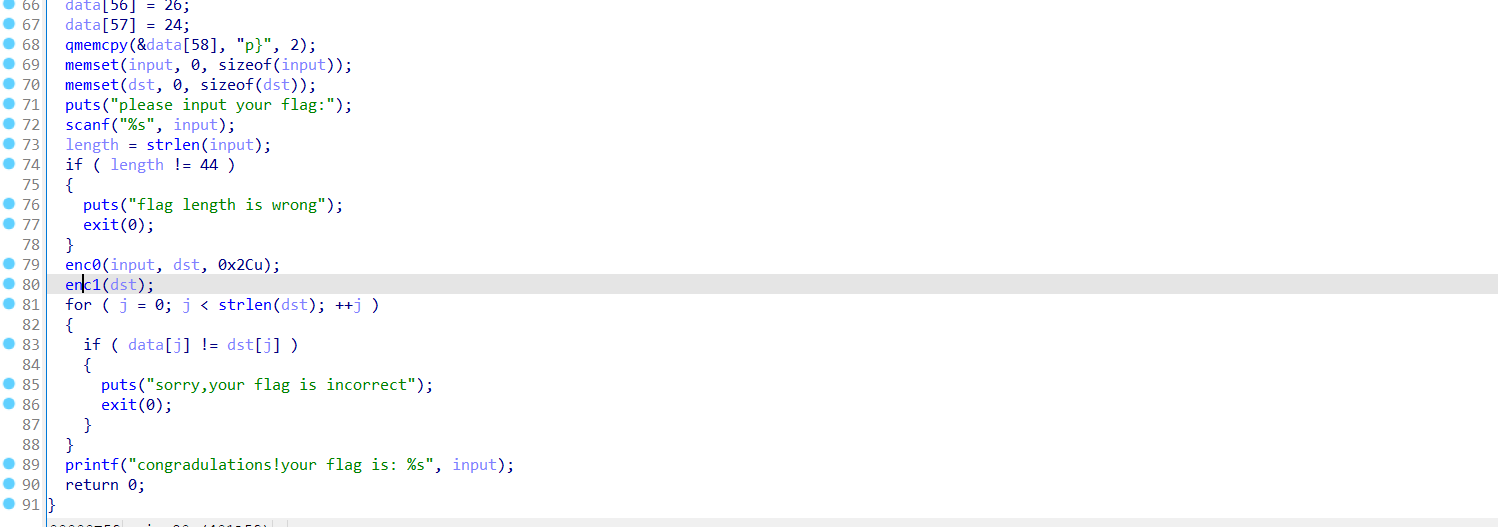 66 data[56] = 26;
67 data[57] = 24;
68 qmemcpy(&data[58], "p}", 2);
69 memset(input, 0, sizeof(input));
70 memset(dst, 0, sizeof(dst));
71 puts("please input your flag:");
72 scanf("%s", input);
73 length = strlen(input);
74 if ( length != 44 )
75 {
76 puts("flag length is wrong");
77 exit(0);
78 }
79 enc0(input, dst, 0x2Cu);
80 enc1(dst);
81 for ( j = 0; j < strlen(dst); ++j )
82 {
83 if ( data[j] != dst[j] )
84 {
85 puts("sorry,your flag is incorrect");
86 exit(0);
87 }
88 }
89 printf("congradulations!your flag is: %s", input);
90 return 0;
91 }